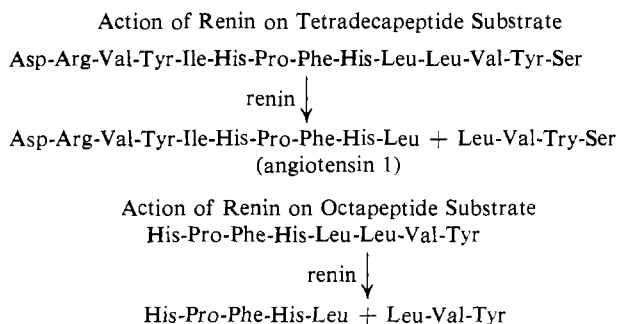 Action of Renin on Tetradecapeptide Substrate
Asp-Arg-Val-Tyr-Ile-His-Pro-Phe-His-Leu-Leu-Val-Tyr-Ser
renin
Asp-Arg-Val-Tyr-Ile-His-Pro-Phe-His-Leu + Leu-Val-Try-Ser
(angiotensin 1)
Action of Renin on Octapeptide Substrate
His-Pro-Phe-His-Leu-Leu-Val-Tyr
renin
His-Pro-Phe-His-Leu + Leu-Val-Tyr